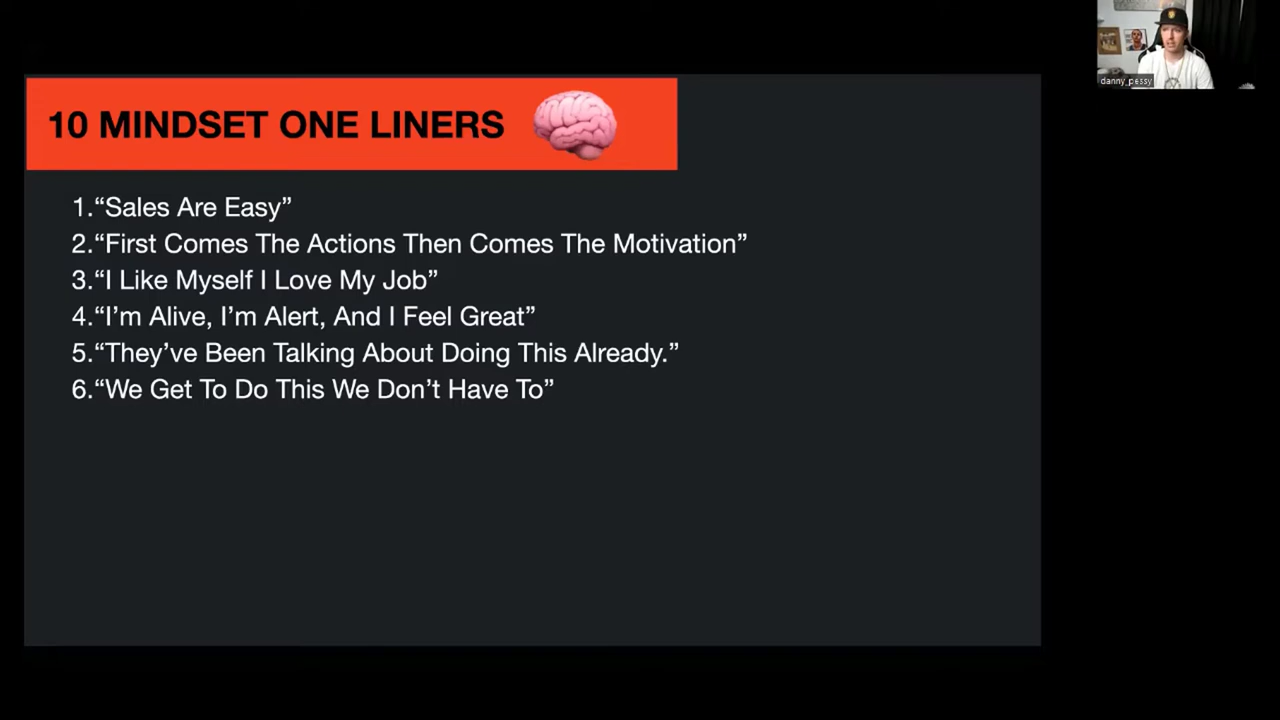 10 MINDSET ONE LINERS
1.“Sales Are Easy”
2.“First Comes The Actions Then Comes The Motivation”
3.“I Like Myself I Love My Job”
4.“I’m Alive, I’m Alert, And I Feel Great”
5.“They’ve Been Talking About Doing This Already.”
6.“We Get To Do This We Don’t Have To”
danny_pessy